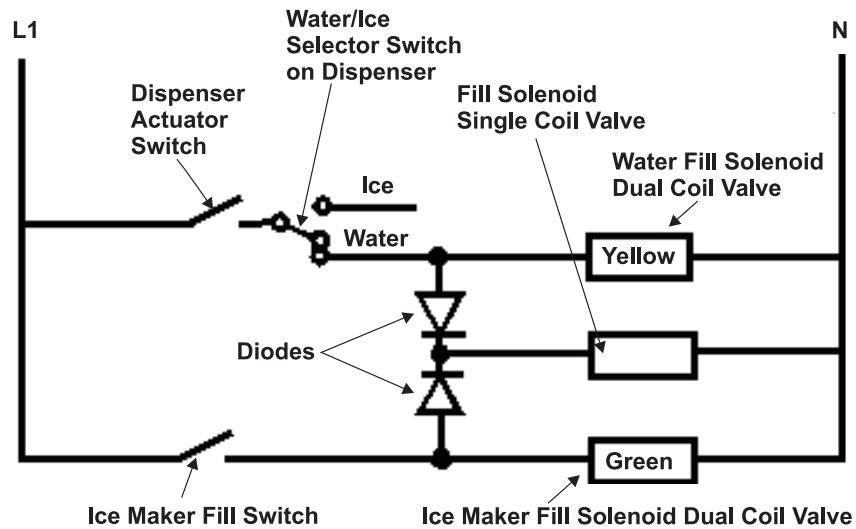 L1
Water/Ice
Selector Switch
on Dispenser
N
Dispenser
Actuator
Switch
Fill Solenoid
Single Coil Valve
Water Fill Solenoid
Dual Coil Valve
Ice
Water
Yellow
Diodes
Green
Ice Maker Fill Switch
Ice Maker Fill Solenoid Dual Coil Valve